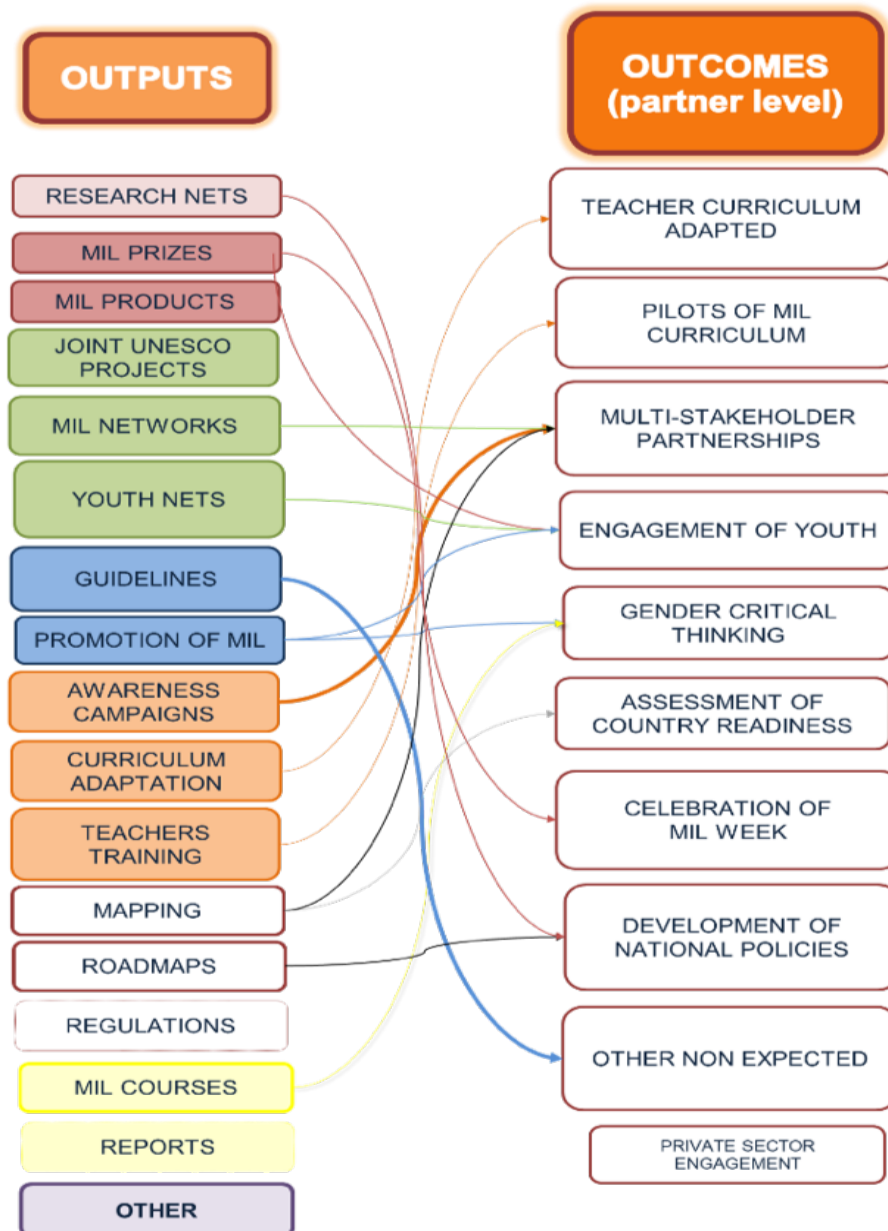 OUTPUTS
RESEARCH NETS
MIL PRIZES
MIL PRODUCTS
JOINT UNESCO
PROJECTS
MIL NETWORKS
YOUTH NETS
GUIDELINES
PROMOTION OF MIL
AWARENESS
CAMPAIGNS
CURRICULUM
ADAPTATION
TEACHERS
TRAINING
MAPPING
ROADMAPS
REGULATIONS
MIL COURSES
REPORTS
OTHER
OUTCOMES
(partner level)
TEACHER CURRICULUM
ADAPTED
PILOTS OF MIL
CURRICULUM
MULTI-STAKEHOLDER
PARTNERSHIPS
ENGAGEMENT OF YOUTH
GENDER CRITICAL
THINKING
ASSESSMENT OF
COUNTRY READINESS
CELEBRATION OF
MIL WEEK
DEVELOPMENT OF
NATIONAL POLICIES
OTHER NON EXPECTED
PRIVATE SECTOR
ENGAGEMENT